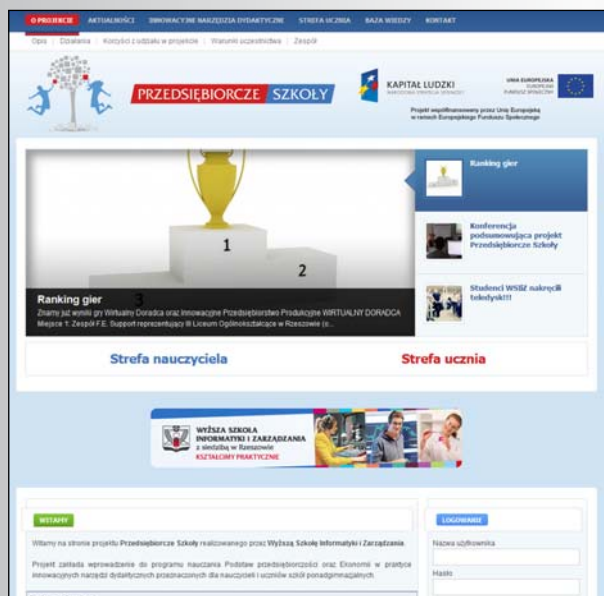 O PROJEKCIE AKTUALNOŚCI INNOWACYJNE NARZĘDZIA DYDAKTYCZNE STREFA UCZNIA BAZA WIEDZY KONTAKT
Opis Działania Korzyści z udziału w projekcie Warunki uczestnictwa Zespół
PRZEDSIĘBIORCZE SZKOŁY
KAPITAŁ LUDZKI
NARODOWA STRATEGIA SPÓJNOŚCI
UNIA EUROPEJSKA
EUROPEJSKI
FUNDUSZ SPOŁECZNY
Projekt współfinansowany przez Unię Europejską
w ramach Europejskiego Funduszu Społecznego
1
2
3
Ranking gier
Znamy już wyniki gry Wirtualny Doradca oraz Innowacyjne Przedsiębiorstwo Produkcyjne WIRTUALNY DORADCA
Miejsce 1: Zespół F.E. Support reprezentujący III Liceum Ogólnokształcące w Rzeszowie (o...
Ranking gier
Konferencja
podsumowująca projekt
Przedsiębiorcze Szkoły
Studenci WSIiZ nakręcili
teledysk!!!
Strefa nauczyciela
Strefa ucznia
WYŻSZA SZKOŁA
INFORMATYKI I ZARZĄDZANIA
z siedzibą w Rzeszowie
KSZTAŁCIMY PRAKTYCZNIE
WITAMY
Witamy na stronie projektu Przedsiębiorcze Szkoły realizowanego przez Wyższą Szkołę Informatyki i Zarządzania.
Projekt zakłada wprowadzenie do programu nauczania Podstaw przedsiębiorczości oraz Ekonomii w praktyce
innowacyjnych narzędzi dydaktycznych przeznaczonych dla nauczycieli i uczniów szkół ponadgimnazjalnych.
LOGOWANIE
Nazwa użytkownika
Hasło